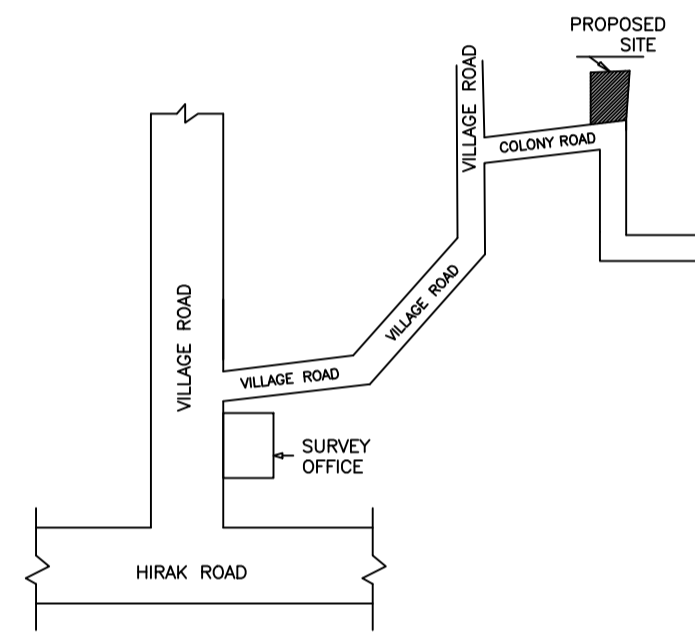 PROPOSED
SITE
VILLAGE ROAD
COLONY ROAD
VILLAGE ROAD
VILLAGE ROAD
VILLAGE ROAD
SURVEY
OFFICE
HIRAK ROAD